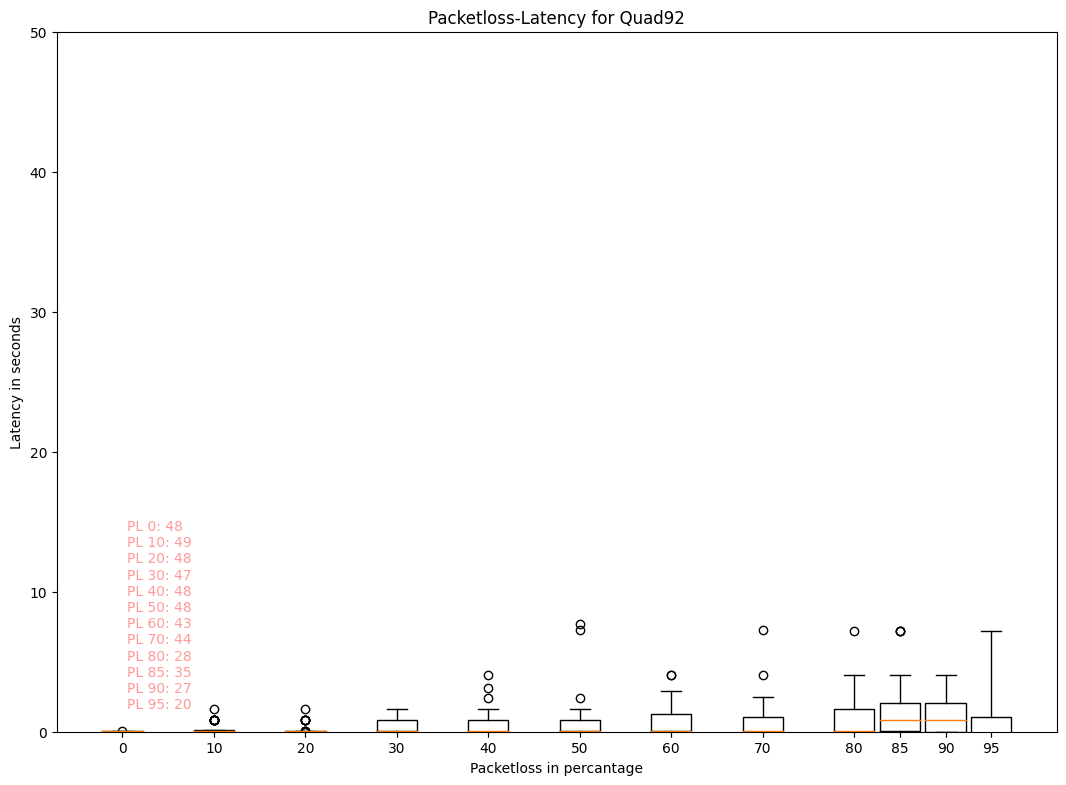 Packetloss-Latency for Quad92
50
40
30
20
10
0
Latency in seconds
PL 0: 48
PL 10: 49
PL 20: 48
PL 30: 47
PL 40: 48
PL 50: 48
PL 60: 43
PL 70: 44
PL 80: 28
PL 85: 35
PL 90: 27
PL 95: 20
0 10 20 30 40 50 60 70 80 85 90 95
Packetloss in percantage